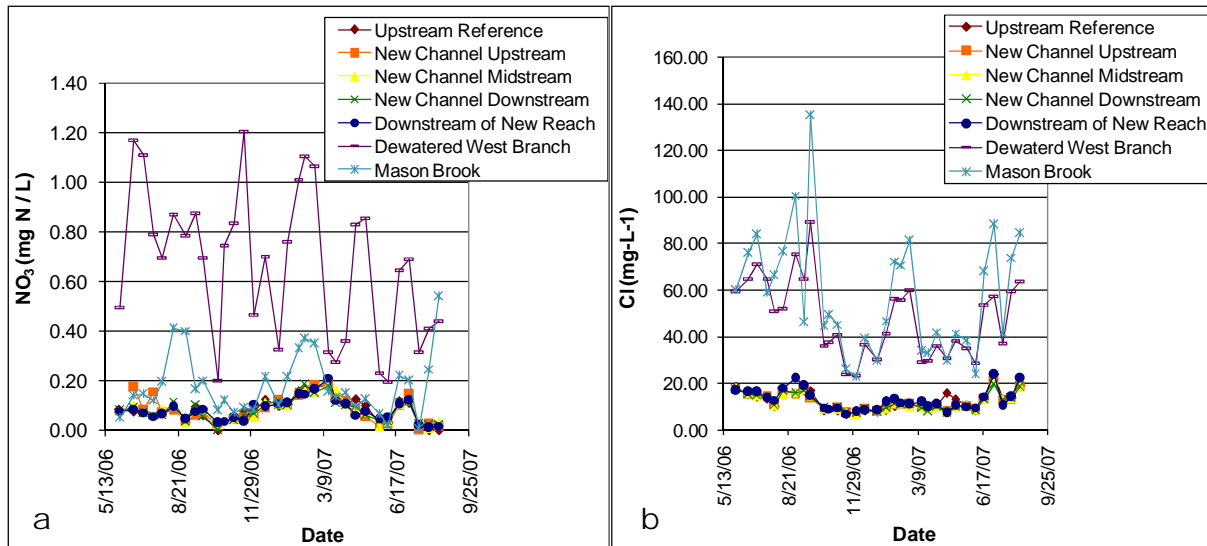 Upstream Reference
New Channel Upstream
New Channel Midstream
New Channel Downstream
Downstream of New Reach
Dewatered West Branch
Mason Brook
NO3 (mg N / L)
1.40
1.20
1.00
0.80
0.60
0.40
0.20
0.00
5/13/06
8/21/06
11/29/06
3/9/07
6/17/07
9/25/07
Date
a
Upstream Reference
New Channel Upstream
New Channel Midstream
New Channel Downstream
Downstream of New Reach
Dewaterd West Branch
Mason Brook
Cl (mg-L-1)
160.00
140.00
120.00
100.00
80.00
60.00
40.00
20.00
0.00
5/13/06
8/21/06
11/29/06
3/9/07
6/17/07
9/25/07
Date
b